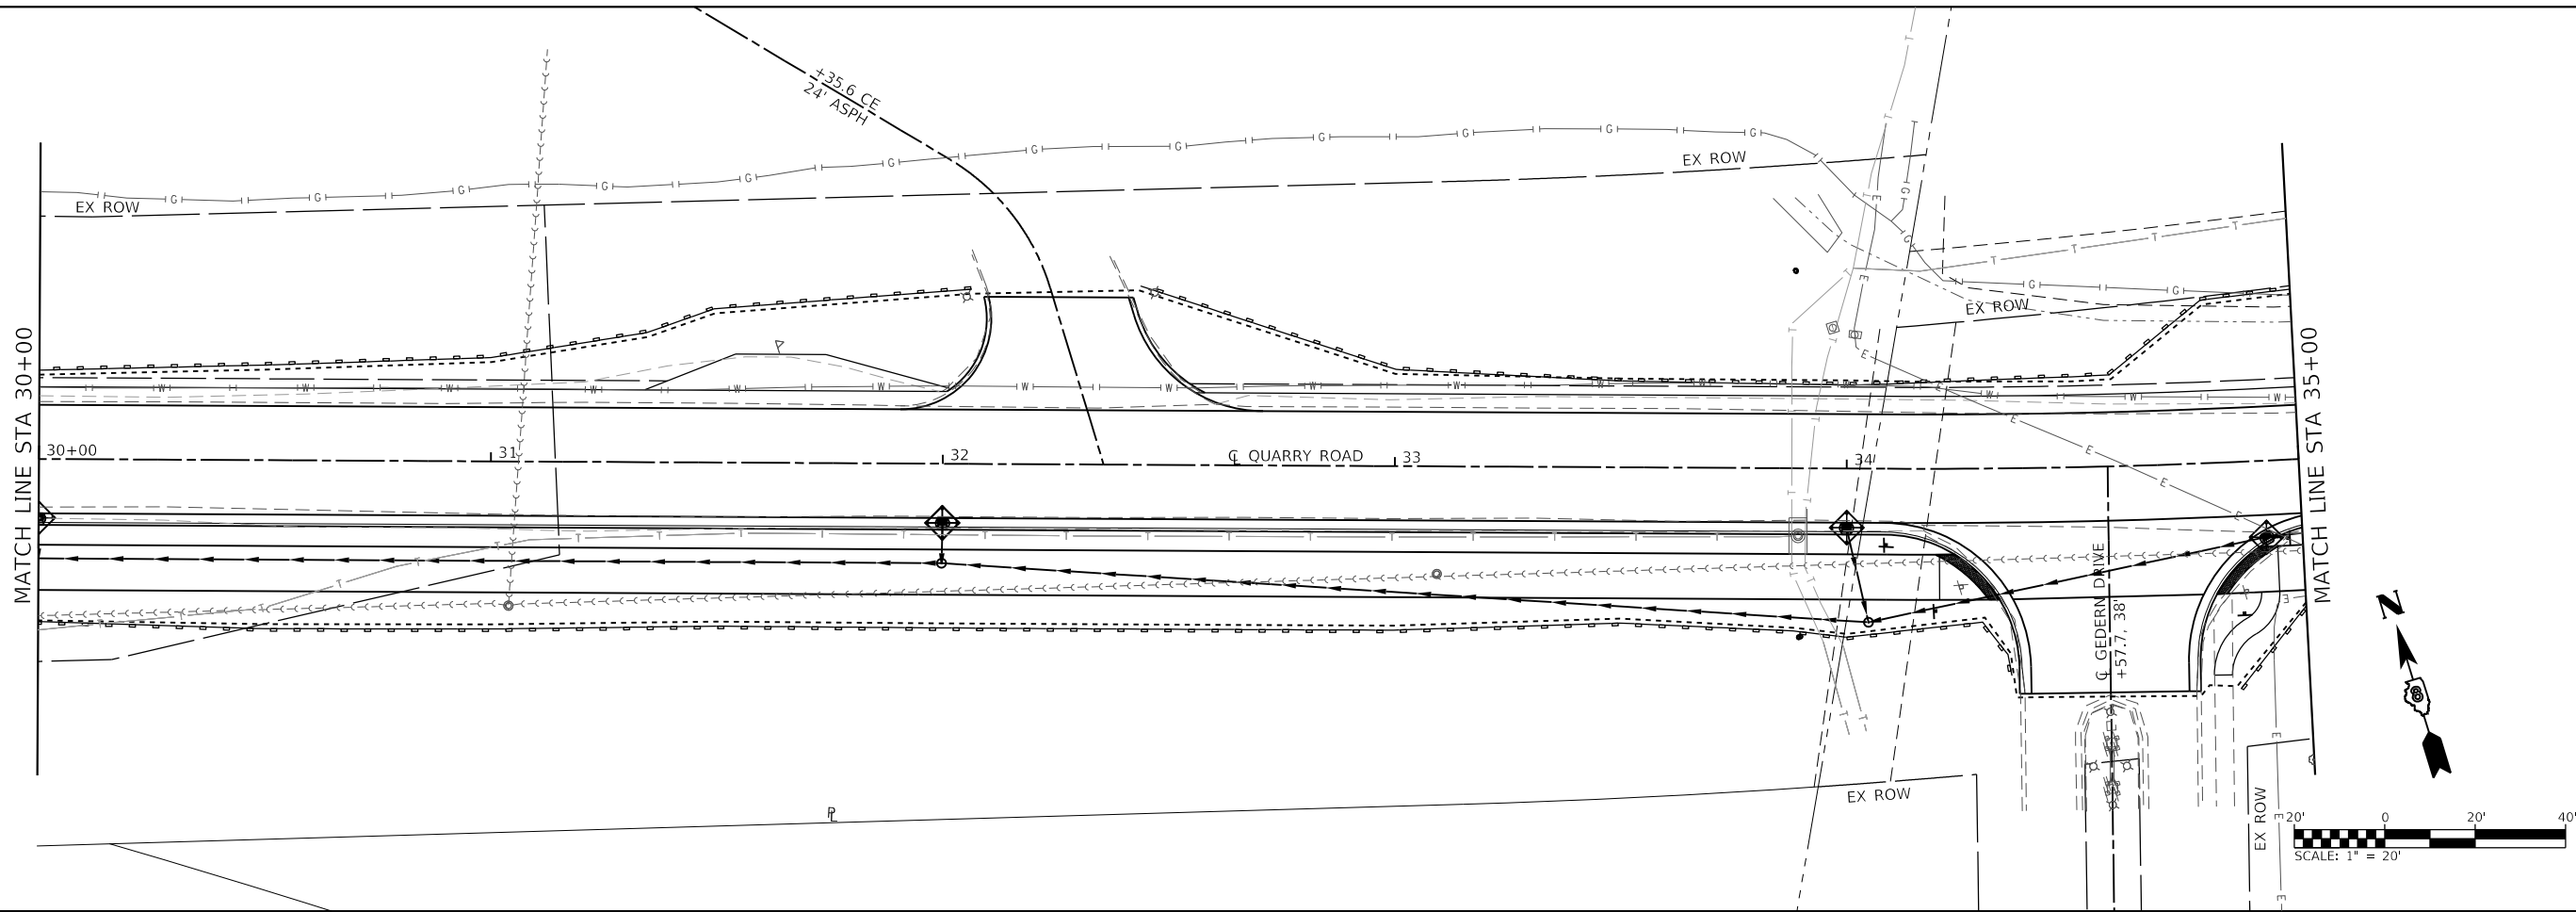 +35.6 CE
24' ASPH
EX ROW
EX ROW
EX ROW
MATCH LINE STA 30+00
MATCH LINE STA 35+00
30+00
31
32
℄ QUARRY ROAD
33
34
℄ GEDERN DRIVE
+57.7, 38'
N
ℙL
EX ROW
EX ROW
20'
0
20'
40'
SCALE: 1" = 20'